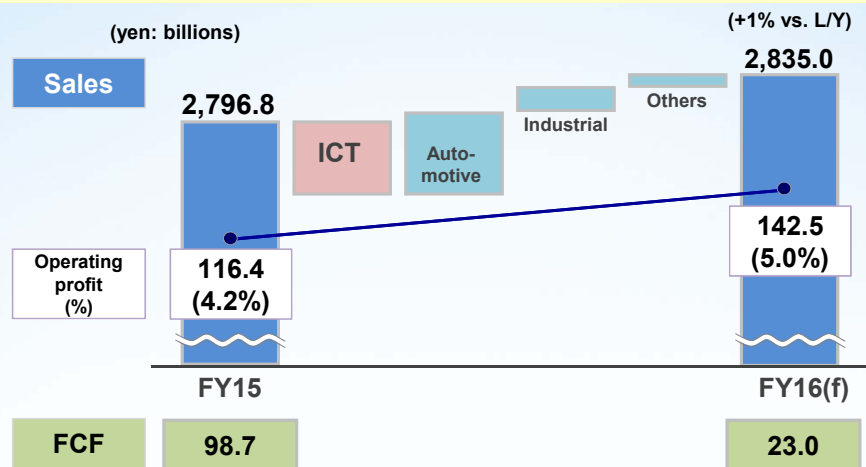 (yen: billions)
(+1% vs. L/Y)
Sales
2,796.8
2,835.0
ICT
Auto-
motive
Industrial
Others
Operating
profit
(%)
116.4
(4.2%)
142.5
(5.0%)
FY15
FY16(f)
FCF
98.7
23.0